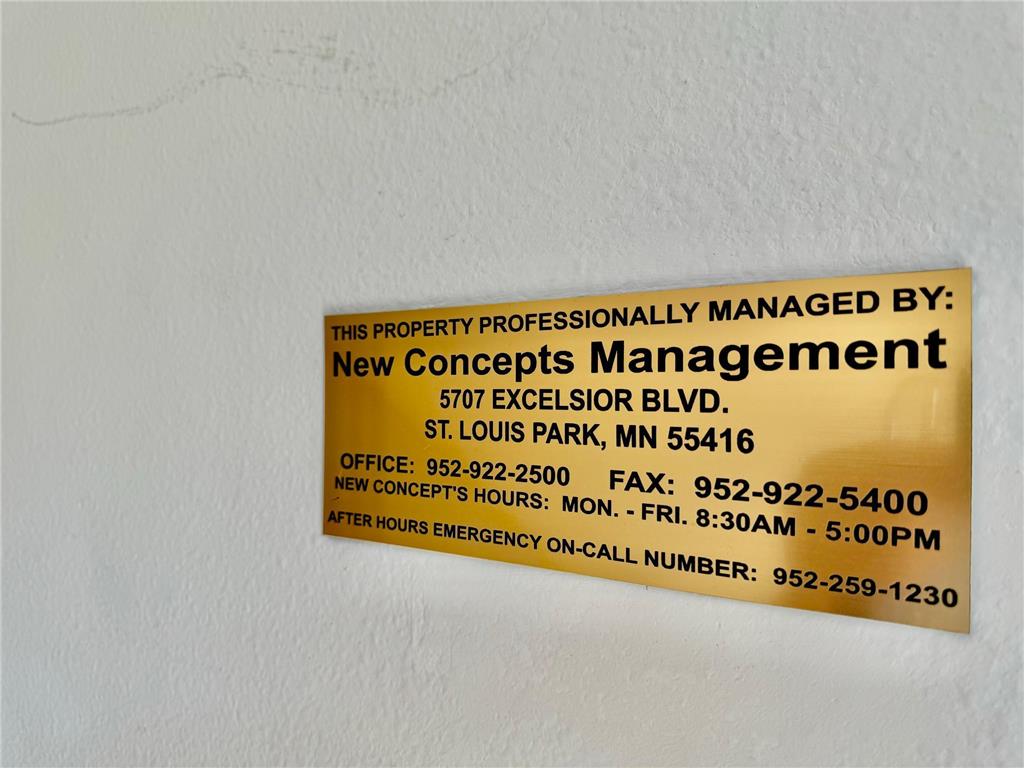 THIS PROPERTY PROFESSIONALLY MANAGED BY:
New Concepts Management
5707 EXCELSIOR BLVD.
ST. LOUIS PARK, MN 55416
OFFICE: 952-922-2500 FAX: 952-922-5400
NEW CONCEPT'S HOURS: MON. - FRI. 8:30AM - 5:00PM
AFTER HOURS EMERGENCY ON-CALL NUMBER: 952-259-1230